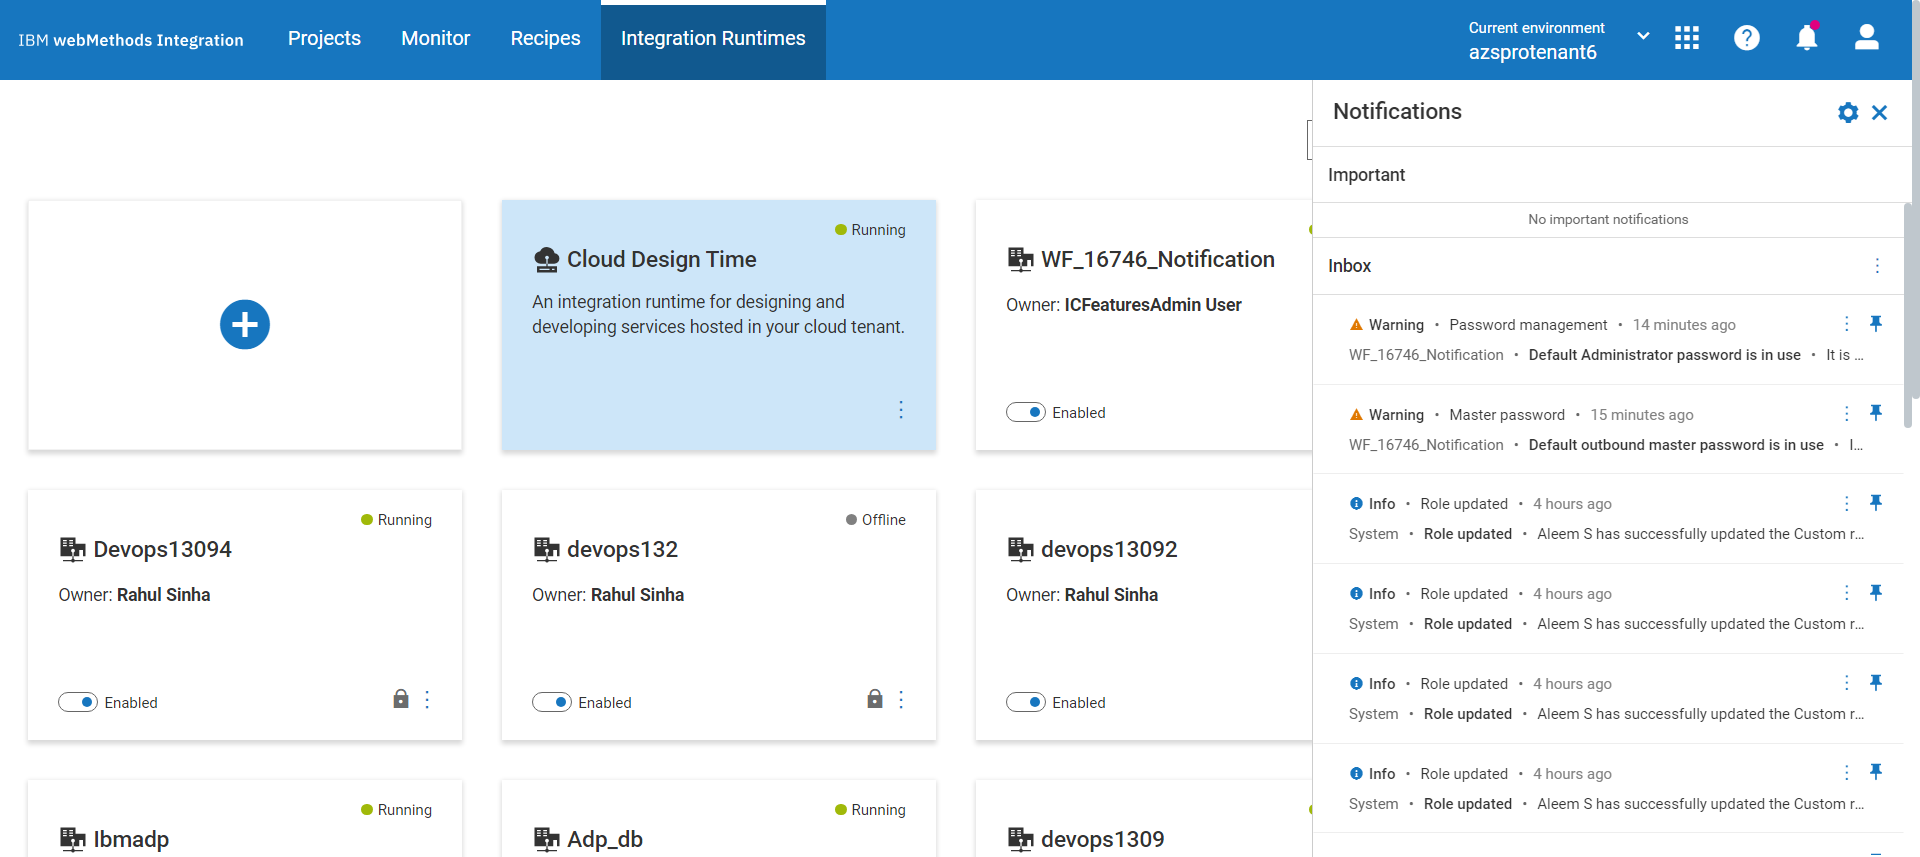 IBM webMethods Integration
Projects
Monitor
Recipes
Integration Runtimes
Current environment
azsprotenant6
Running
Cloud Design Time
An integration runtime for designing and
developing services hosted in your cloud tenant.
WF_16746_Notification
Owner: ICFeaturesAdmin User
Enabled
Running
Devops13094
Owner: Rahul Sinha
Enabled
Offline
devops132
Owner: Rahul Sinha
Enabled
devops13092
Owner: Rahul Sinha
Enabled
Running
Ibmadp
Running
Adp_db
devops1309
Notifications
Important
No important notifications
Inbox
Warning • Password management • 14 minutes ago
WF_16746_Notification • Default Administrator password is in use • It is ...
Warning • Master password • 15 minutes ago
WF_16746_Notification • Default outbound master password is in use • I...
Info • Role updated • 4 hours ago
System • Role updated • Aleem S has successfully updated the Custom r...
Info • Role updated • 4 hours ago
System • Role updated • Aleem S has successfully updated the Custom r...
Info • Role updated • 4 hours ago
System • Role updated • Aleem S has successfully updated the Custom r...
Info • Role updated • 4 hours ago
System • Role updated • Aleem S has successfully updated the Custom r...